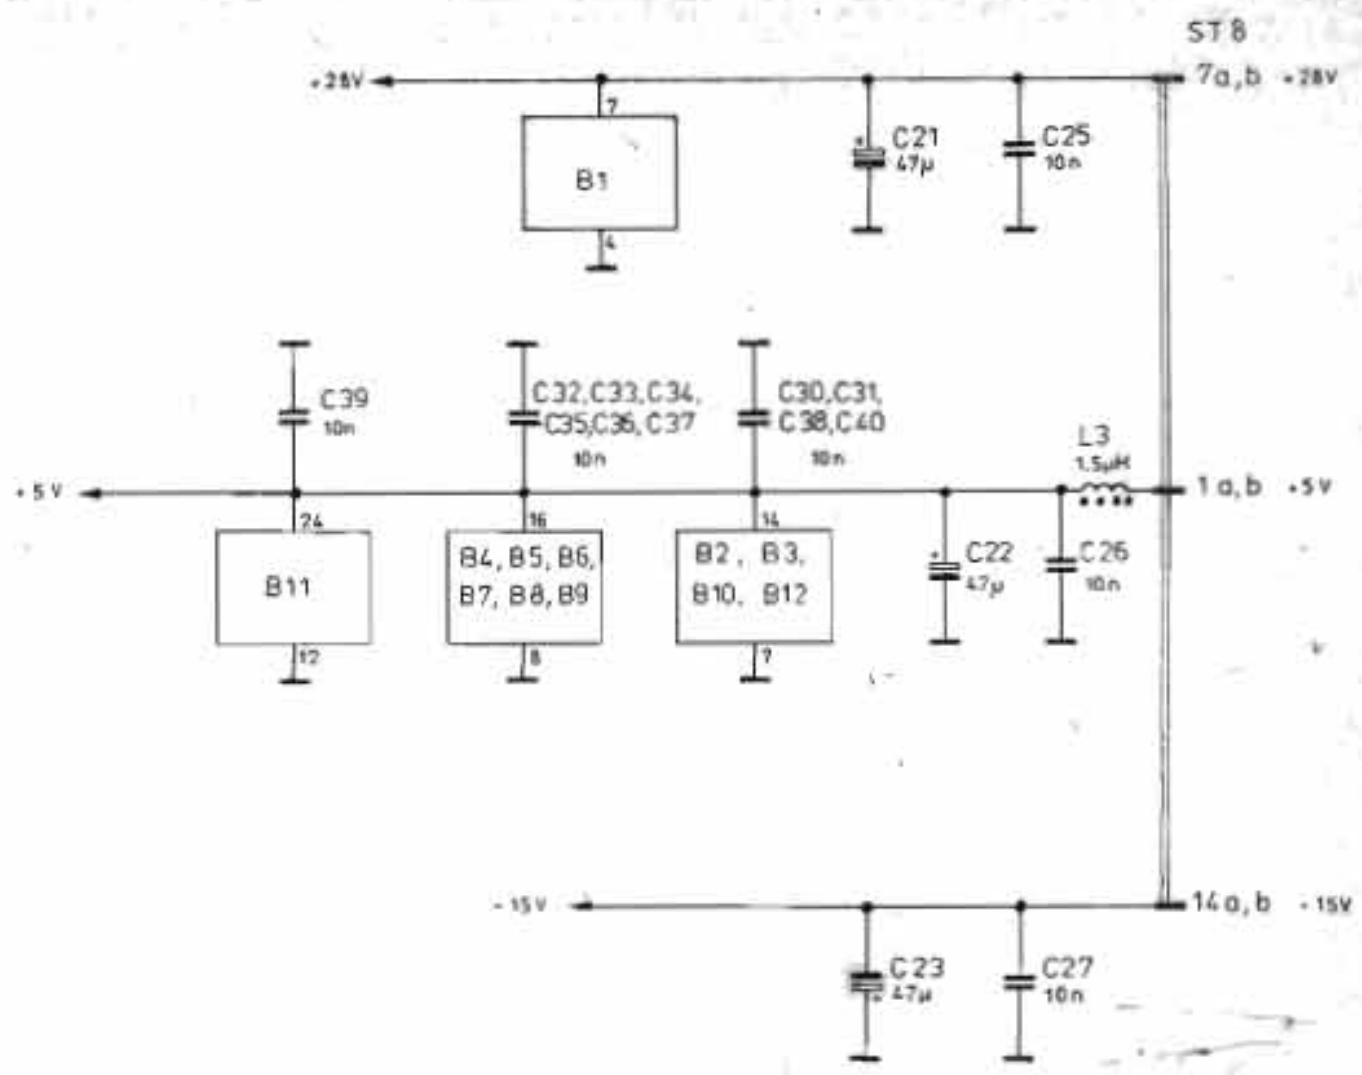 ST8
+28V
7a,b +28V
7
B1
4
C21
47µ
C25
10n
C39
10n
C32,C33,C34,
C35,C36,C37
10n
C30,C31,
C38,C40
10n
L3
1.5µH
+5V
1a,b +5V
24
B11
12
16
B4,B5,B6,
B7,B8,B9
8
14
B2, B3,
B10, B12
7
C22
47µ
C26
10n
-15V
14a,b -15V
C23
47µ
C27
10n